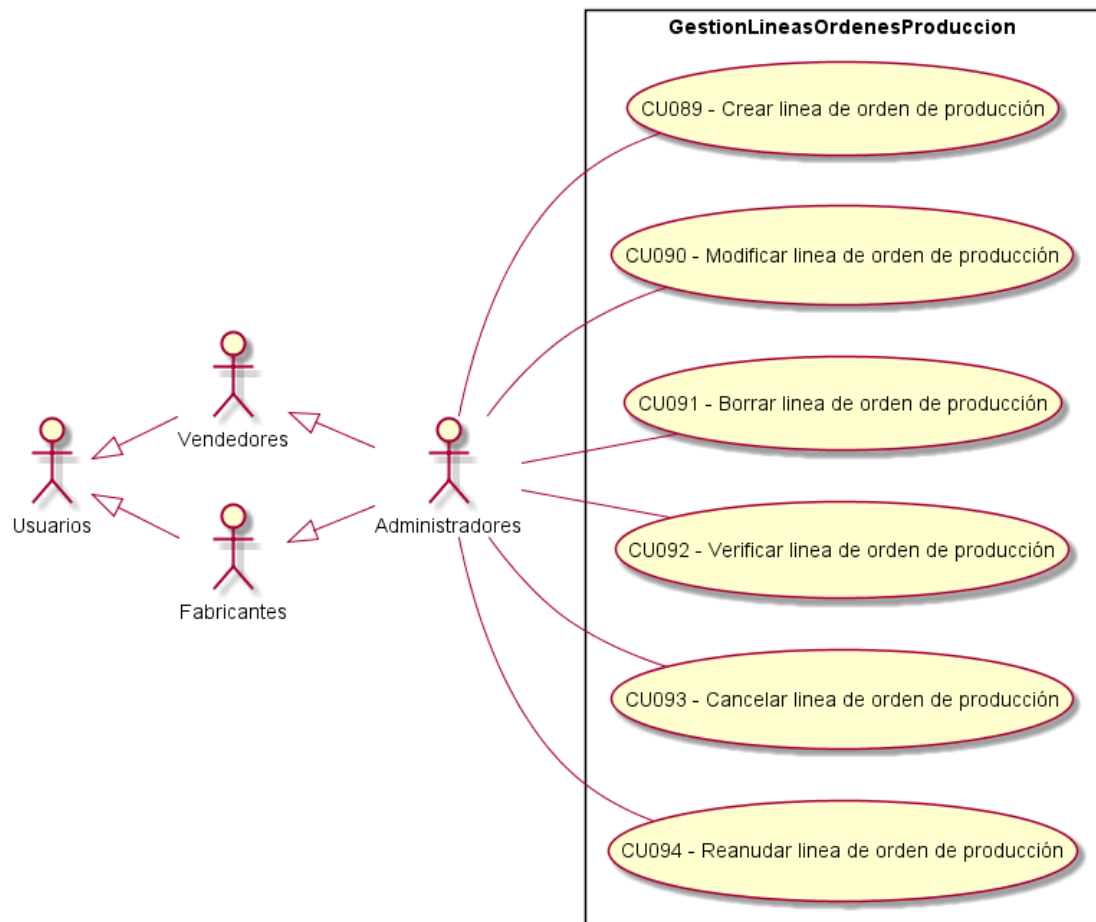 GestionLineasOrdenesProduccion
CU089 - Crear linea de orden de producción
CU090 - Modificar linea de orden de producción
CU091 - Borrar linea de orden de producción
CU092 - Verificar linea de orden de producción
CU093 - Cancelar linea de orden de producción
CU094 - Reanudar linea de orden de producción
Vendedores
Usuarios
Administradores
Fabricantes